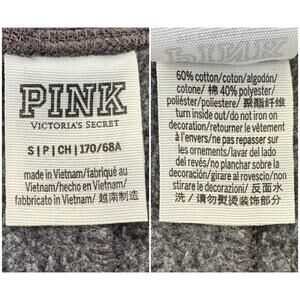 PINK
VICTORIA'S SECRET
S|P|CH|170/68A
made in Vietnam/fabriqué au
Vietnam/hecho en Vietnam/
fabbricato in Vietnam/ 越南制造
60% cotton/coton/algodón/
cotone/ 棉 40% polyester/
poliéster/poliestere/ 聚酯纤维
turn inside out/do not iron on
decoration/retourner le vêtement
à l'envers/ne pas repasser sur
les ornements/lavar del lado
del revés/no planchar sobre la
decoración/girare al rovescio/non
stirare le decorazioni/ 反面水
洗 / 请勿熨烫装饰部分